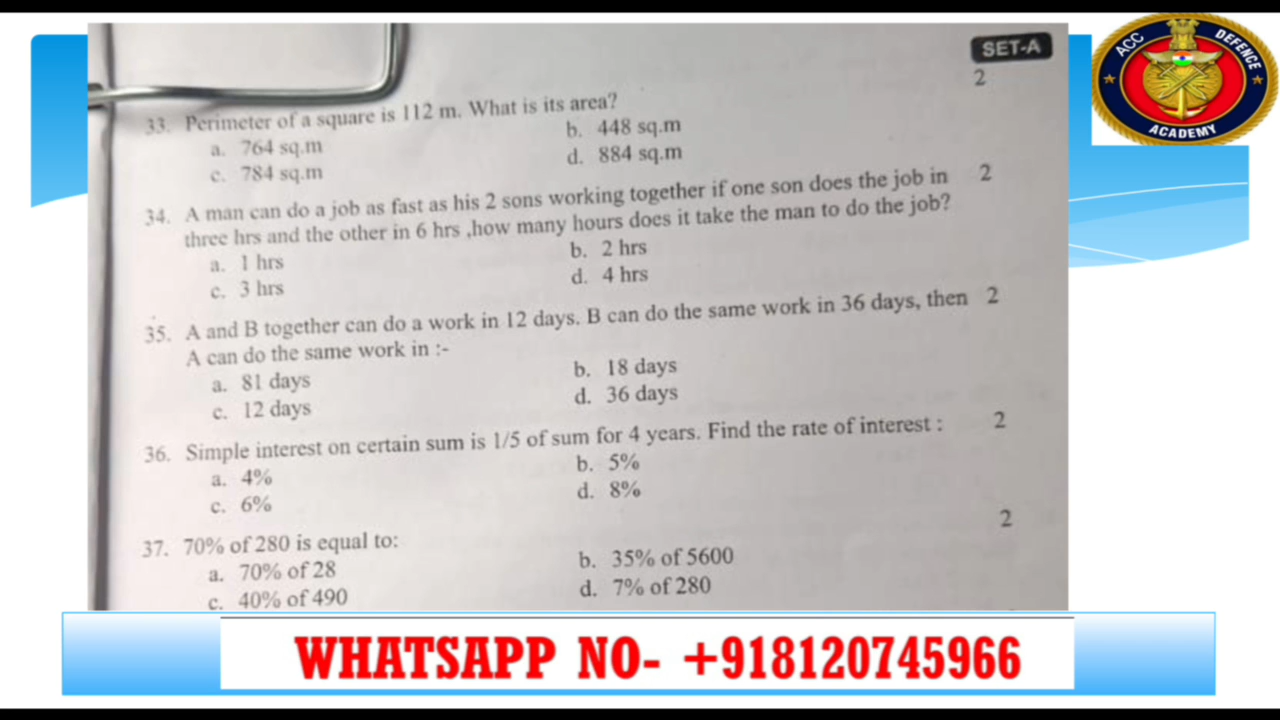 ACC DEFENCE
ACADEMY
SET-A
33. Perimeter of a square is 112 m. What is its area? 2
a. 764 sq.m b. 448 sq.m
c. 784 sq.m d. 884 sq.m
34. A man can do a job as fast as his 2 sons working together if one son does the job in 2
three hrs and the other in 6 hrs ,how many hours does it take the man to do the job?
a. 1 hrs b. 2 hrs
c. 3 hrs d. 4 hrs
35. A and B together can do a work in 12 days. B can do the same work in 36 days, then 2
A can do the same work in :-
a. 81 days b. 18 days
c. 12 days d. 36 days
36. Simple interest on certain sum is 1/5 of sum for 4 years. Find the rate of interest : 2
a. 4% b. 5%
c. 6% d. 8%
37. 70% of 280 is equal to: 2
a. 70% of 28 b. 35% of 5600
c. 40% of 490 d. 7% of 280
WHATSAPP NO- +918120745966